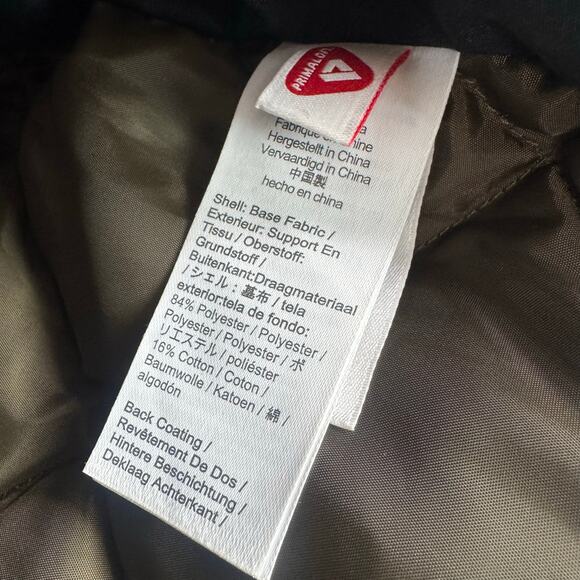 PRIMALOFT
Hergestellt in China
Vervaardigd in China
中国製
hecho en china
Shell: Base Fabric /
Exterieur: Support En
Tissu / Oberstoff:
Grundstoff /
Buitenkant:Draagmateriaal
/ シェル：基布 / tela
exterior:tela de fondo:
84% Polyester / Polyester /
Polyester / Polyester / ポ
リエステル / poliéster
16% Cotton / Coton /
Baumwolle / Katoen / 綿 /
algodón
Back Coating /
Revêtement De Dos /
Hintere Beschichtung /
Deklaag Achterkant /